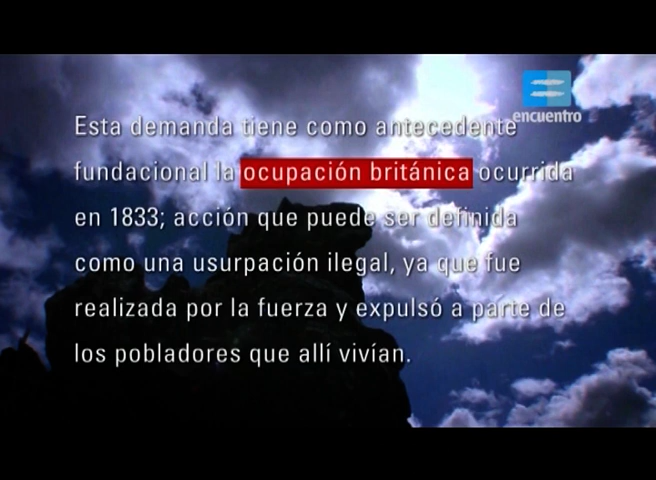 encuentro
Esta demanda tiene como antecedente
fundacional la ocupación británica ocurrida
en 1833; acción que puede ser definida
como una usurpación ilegal, ya que fue
realizada por la fuerza y expulsó a parte de
los pobladores que allí vivían.